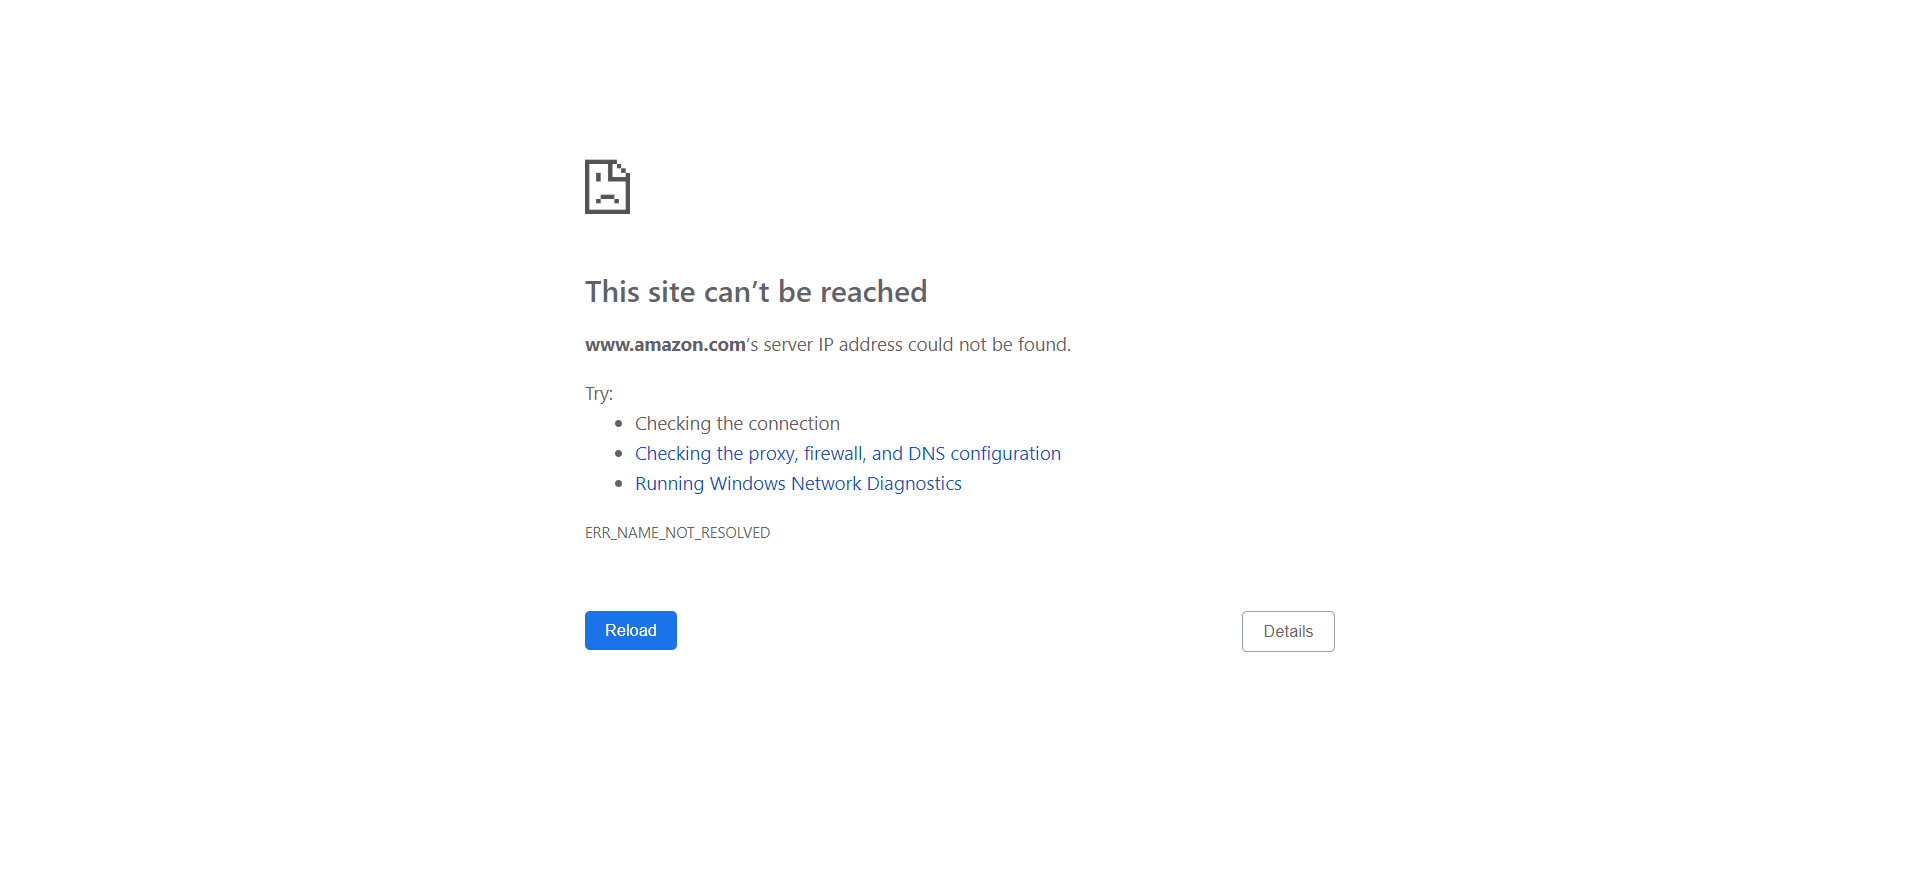 This site can’t be reached
www.amazon.com’s server IP address could not be found.
Try:
Checking the connection
Checking the proxy, firewall, and DNS configuration
Running Windows Network Diagnostics
ERR_NAME_NOT_RESOLVED
Reload
Details